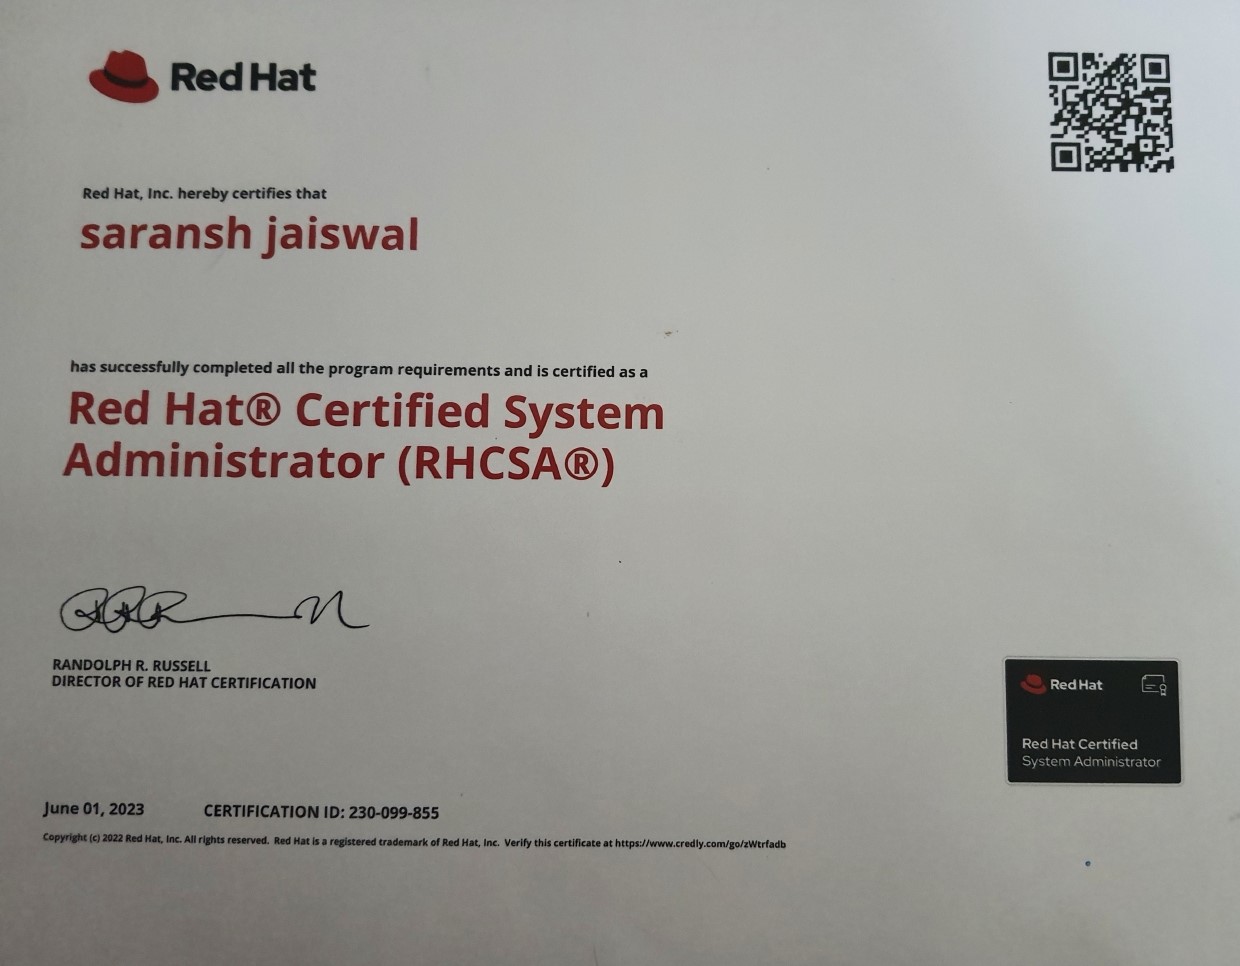 Red Hat
Red Hat, Inc. hereby certifies that
saransh jaiswal
has successfully completed all the program requirements and is certified as a
Red Hat® Certified System
Administrator (RHCSA®)
RANDOLPH R. RUSSELL
DIRECTOR OF RED HAT CERTIFICATION
Red Hat
Red Hat Certified
System Administrator
June 01, 2023 CERTIFICATION ID: 230-099-855
Copyright (c) 2022 Red Hat, Inc. All rights reserved. Red Hat is a registered trademark of Red Hat, Inc. Verify this certificate at https://www.credly.com/go/zWtrfadb